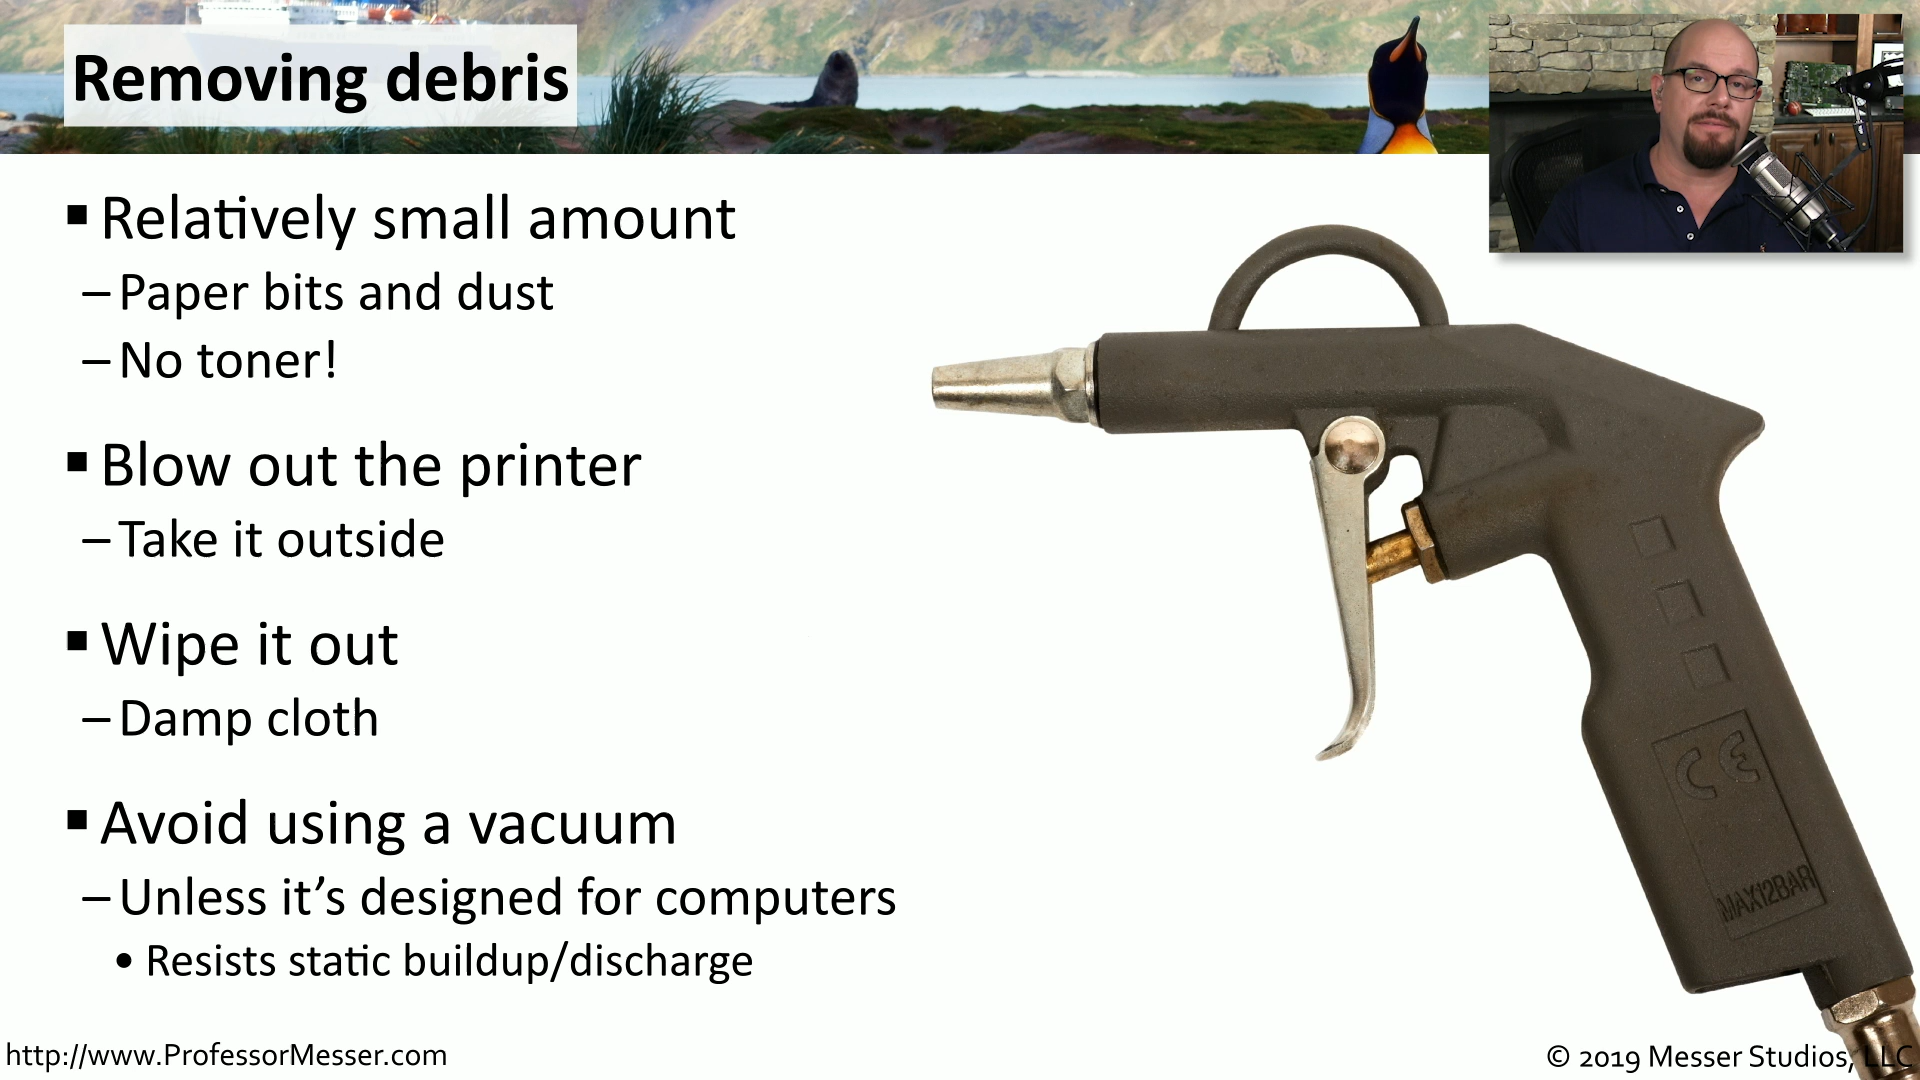 Removing debris
▪ Relatively small amount
– Paper bits and dust
– No toner!
▪ Blow out the printer
– Take it outside
▪ Wipe it out
– Damp cloth
▪ Avoid using a vacuum
– Unless it's designed for computers
• Resists static buildup/discharge
CE
MAX12BAR
http://www.ProfessorMesser.com
© 2019 Messer Studios, LLC